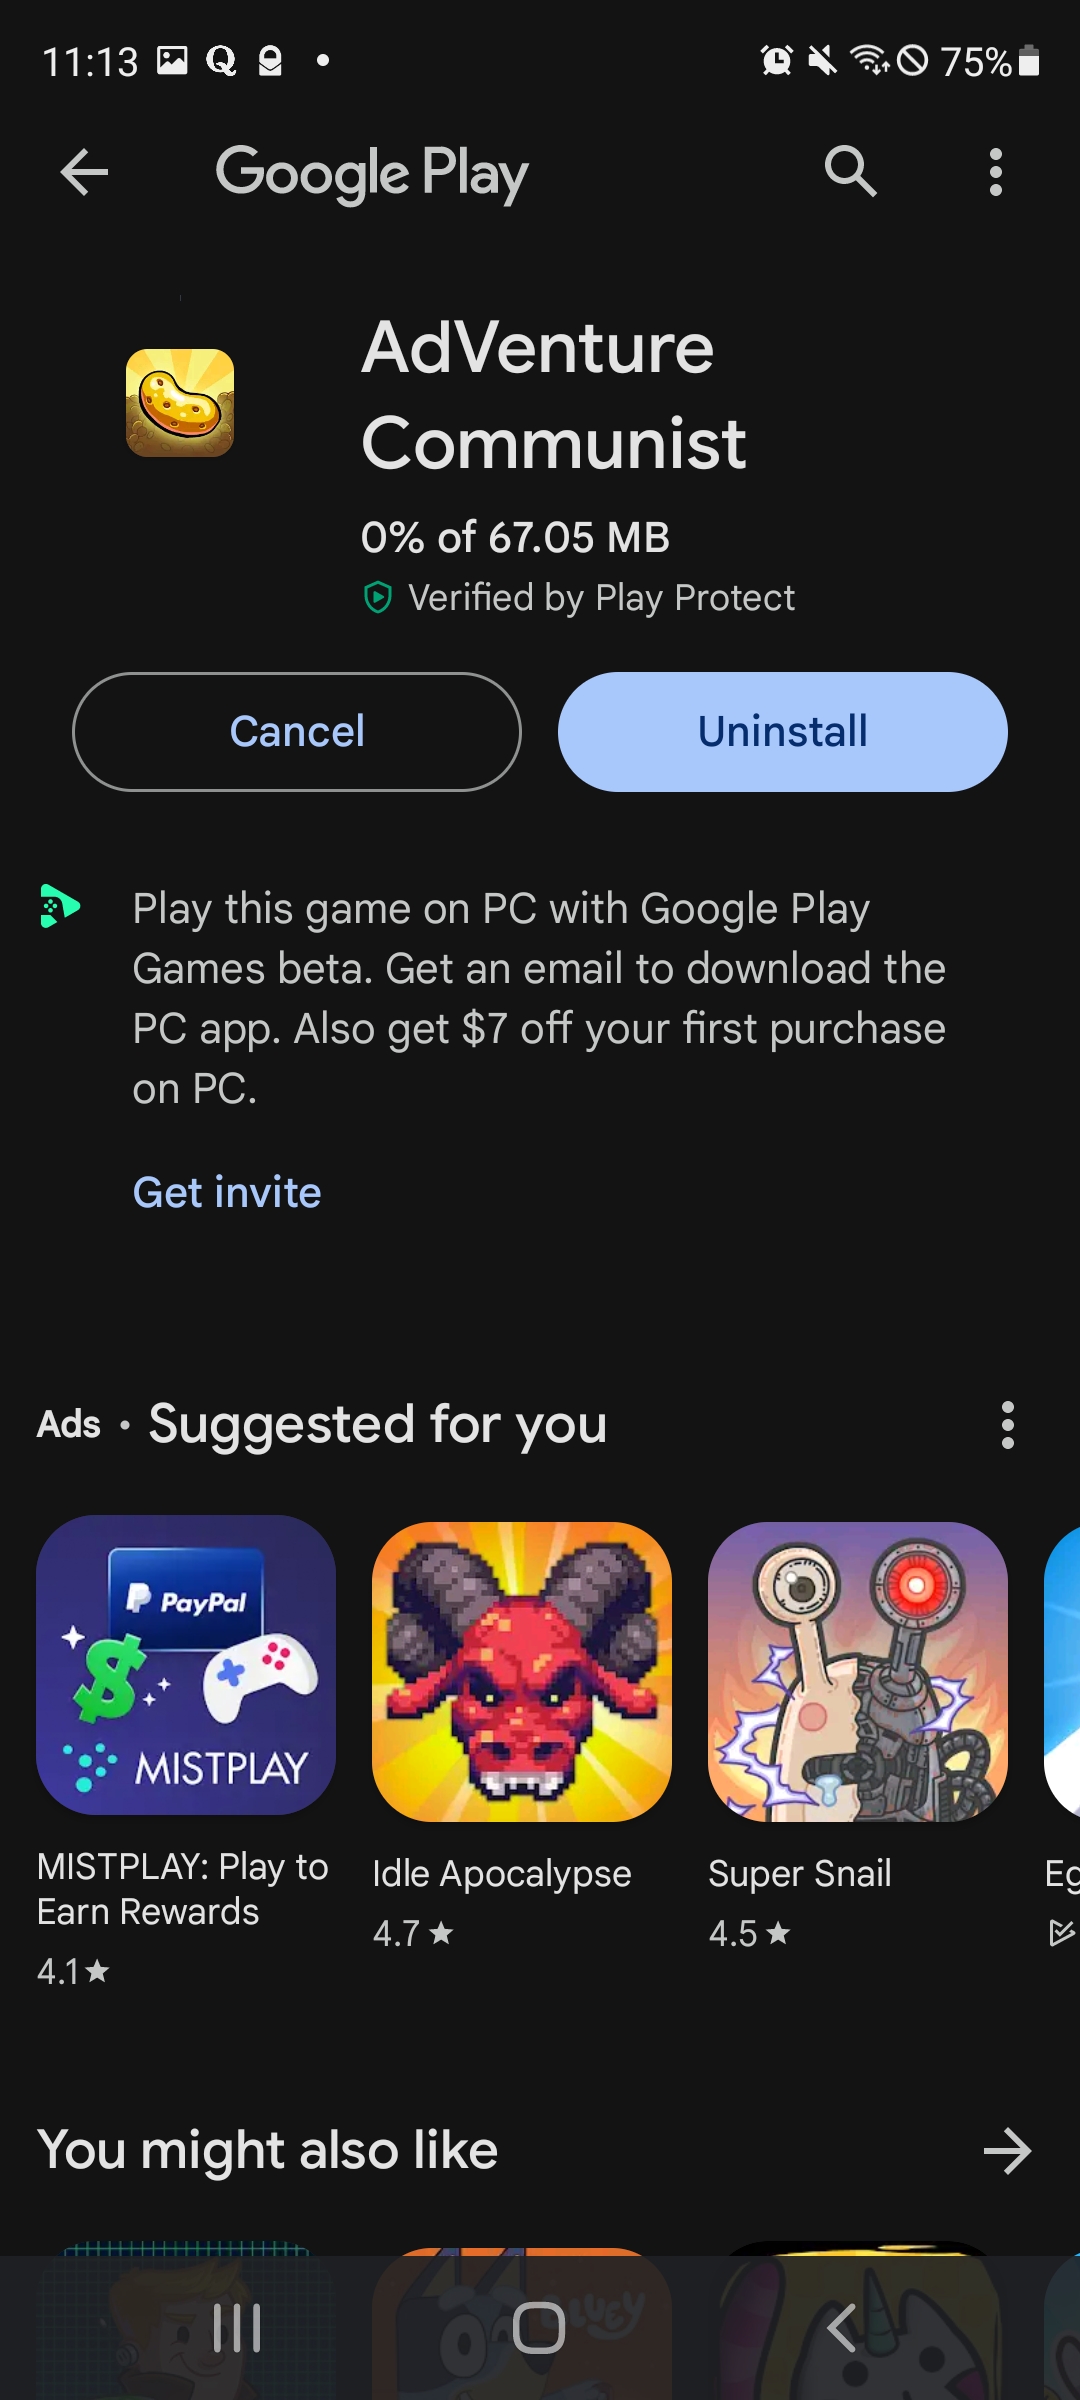 11:13
75%
Google Play
AdVenture
Communist
0% of 67.05 MB
Verified by Play Protect
Cancel
Uninstall
Play this game on PC with Google Play
Games beta. Get an email to download the
PC app. Also get $7 off your first purchase
on PC.
Get invite
Ads • Suggested for you
PayPal
MISTPLAY
MISTPLAY: Play to
Earn Rewards
4.1★
Idle Apocalypse
4.7 ★
Super Snail
4.5 ★
Eg
You might also like